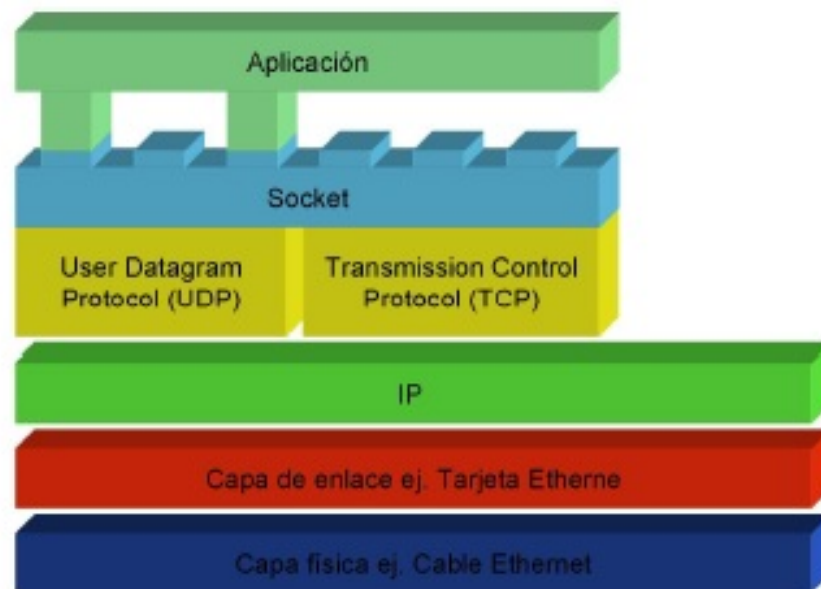 Aplicación
Socket
User Datagram
Protocol (UDP)
Transmission Control
Protocol (TCP)
IP
Capa de enlace ej. Tarjeta Etherne
Capa física ej. Cable Ethernet